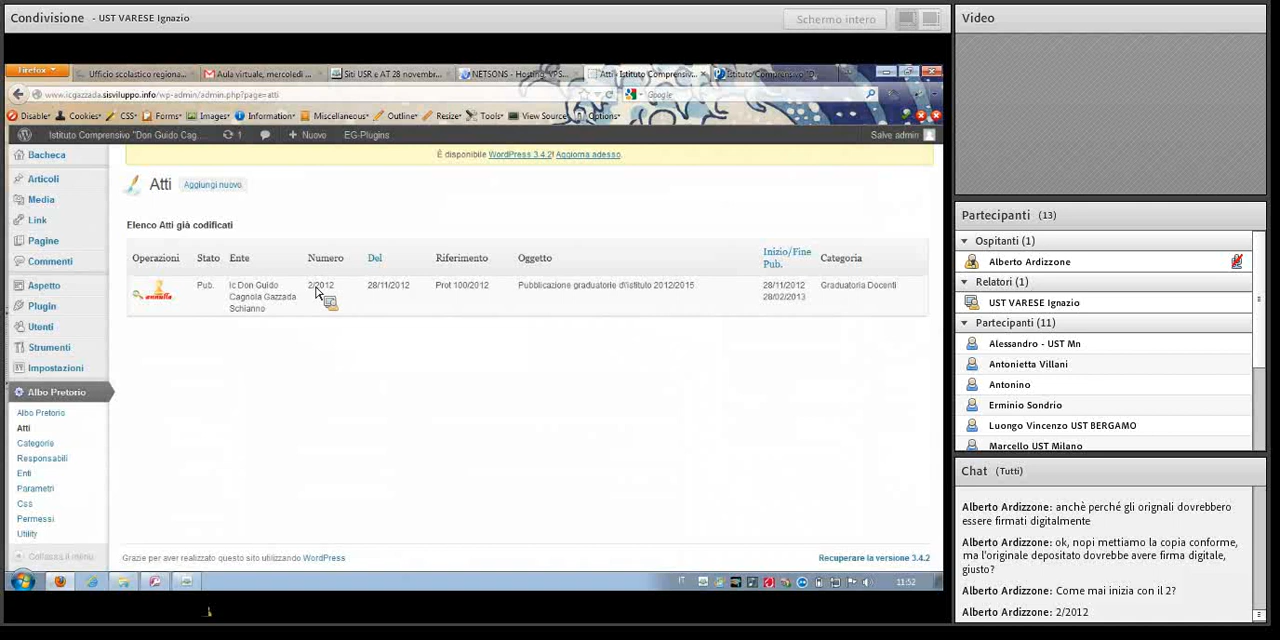 Condivisione - UST VARESE Ignazio
Schermo intero
Firefox
Ufficio scolastico regiona...
Aula virtuale, mercoledì ...
Siti USR e AT 28 novembr...
NETSONS - Hosting, VPS...
Atti ‹ Istituto Comprensiv...
www.icgazzada.sisviluppo.info/wp-admin/admin.php?page=atti
Google
Disable Cookies CSS Forms Images Information Miscellaneous Outline Resize Tools View Source Options
Istituto Comprensivo "Don Guido Cag... 1 Nuovo EG-Plugins Salve admin
È disponibile WordPress 3.4.2! Aggiorna adesso.
Bacheca
Articoli
Media
Link
Pagine
Commenti
Aspetto
Plugin
Utenti
Strumenti
Impostazioni
Albo Pretorio
Albo Pretorio
Atti
Categorie
Responsabili
Enti
Parametri
Css
Permessi
Utility
Collassa il menu
Atti Aggiungi nuovo
Elenco Atti già codificati
Operazioni Stato Ente Numero Del Riferimento Oggetto Inizio/Fine Pub. Categoria
annulla Pub. Ic Don Guido Cagnola Gazzada Schianno 2/2012 28/11/2012 Prot 100/2012 Pubblicazione graduatorie d\'istituto 2012/2015 28/11/2012 28/02/2013 Graduatoria Docenti
Grazie per aver realizzato questo sito utilizzando WordPress
Recuperare la versione 3.4.2
IT
11:52
Video
Partecipanti (13)
Ospitanti (1)
Alberto Ardizzone
Relatori (1)
UST VARESE Ignazio
Partecipanti (11)
Alessandro - UST Mn
Antonietta Villani
Antonino
Erminio Sondrio
Luongo Vincenzo UST BERGAMO
Marcello UST Milano
Chat (Tutti)
Alberto Ardizzone: anchè perché gli orignali dovrebbero
essere firmati digitalmente
Alberto Ardizzone: ok, nopi mettiamo la copia conforme,
ma l'originale depositato dovrebbe avere firma digitale,
giusto?
Alberto Ardizzone: Come mai inizia con il 2?
Alberto Ardizzone: 2/2012